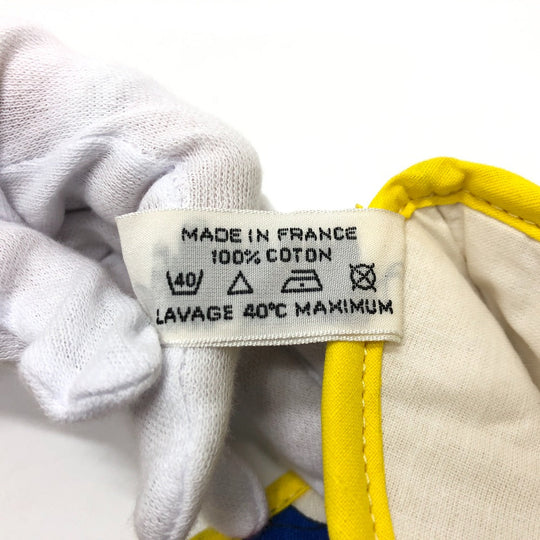 MADE IN FRANCE
100% COTON
40
LAVAGE 40°C MAXIMUM